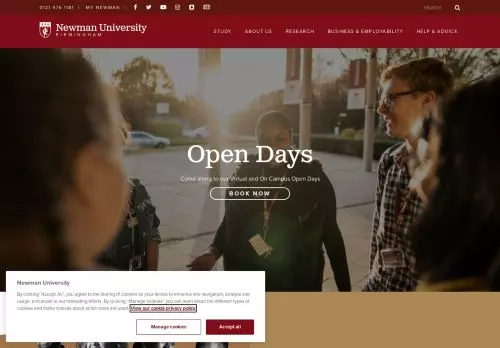 0121 476 1181 | MY NEWMAN |
SEARCH
Newman University
BIRMINGHAM
STUDY ABOUT US RESEARCH BUSINESS & EMPLOYABILITY HELP & ADVICE
Open Days
Come along to our Virtual and On Campus Open Days
BOOK NOW
Newman University
By clicking "Accept All", you agree to the storing of cookies on your device to enhance site navigation, analyse site
usage, and assist in our marketing efforts. By clicking "Manage cookies" you can learn about the different types of
cookies and make choices about which ones are used. View our cookie privacy policy.
Manage cookies
Accept all